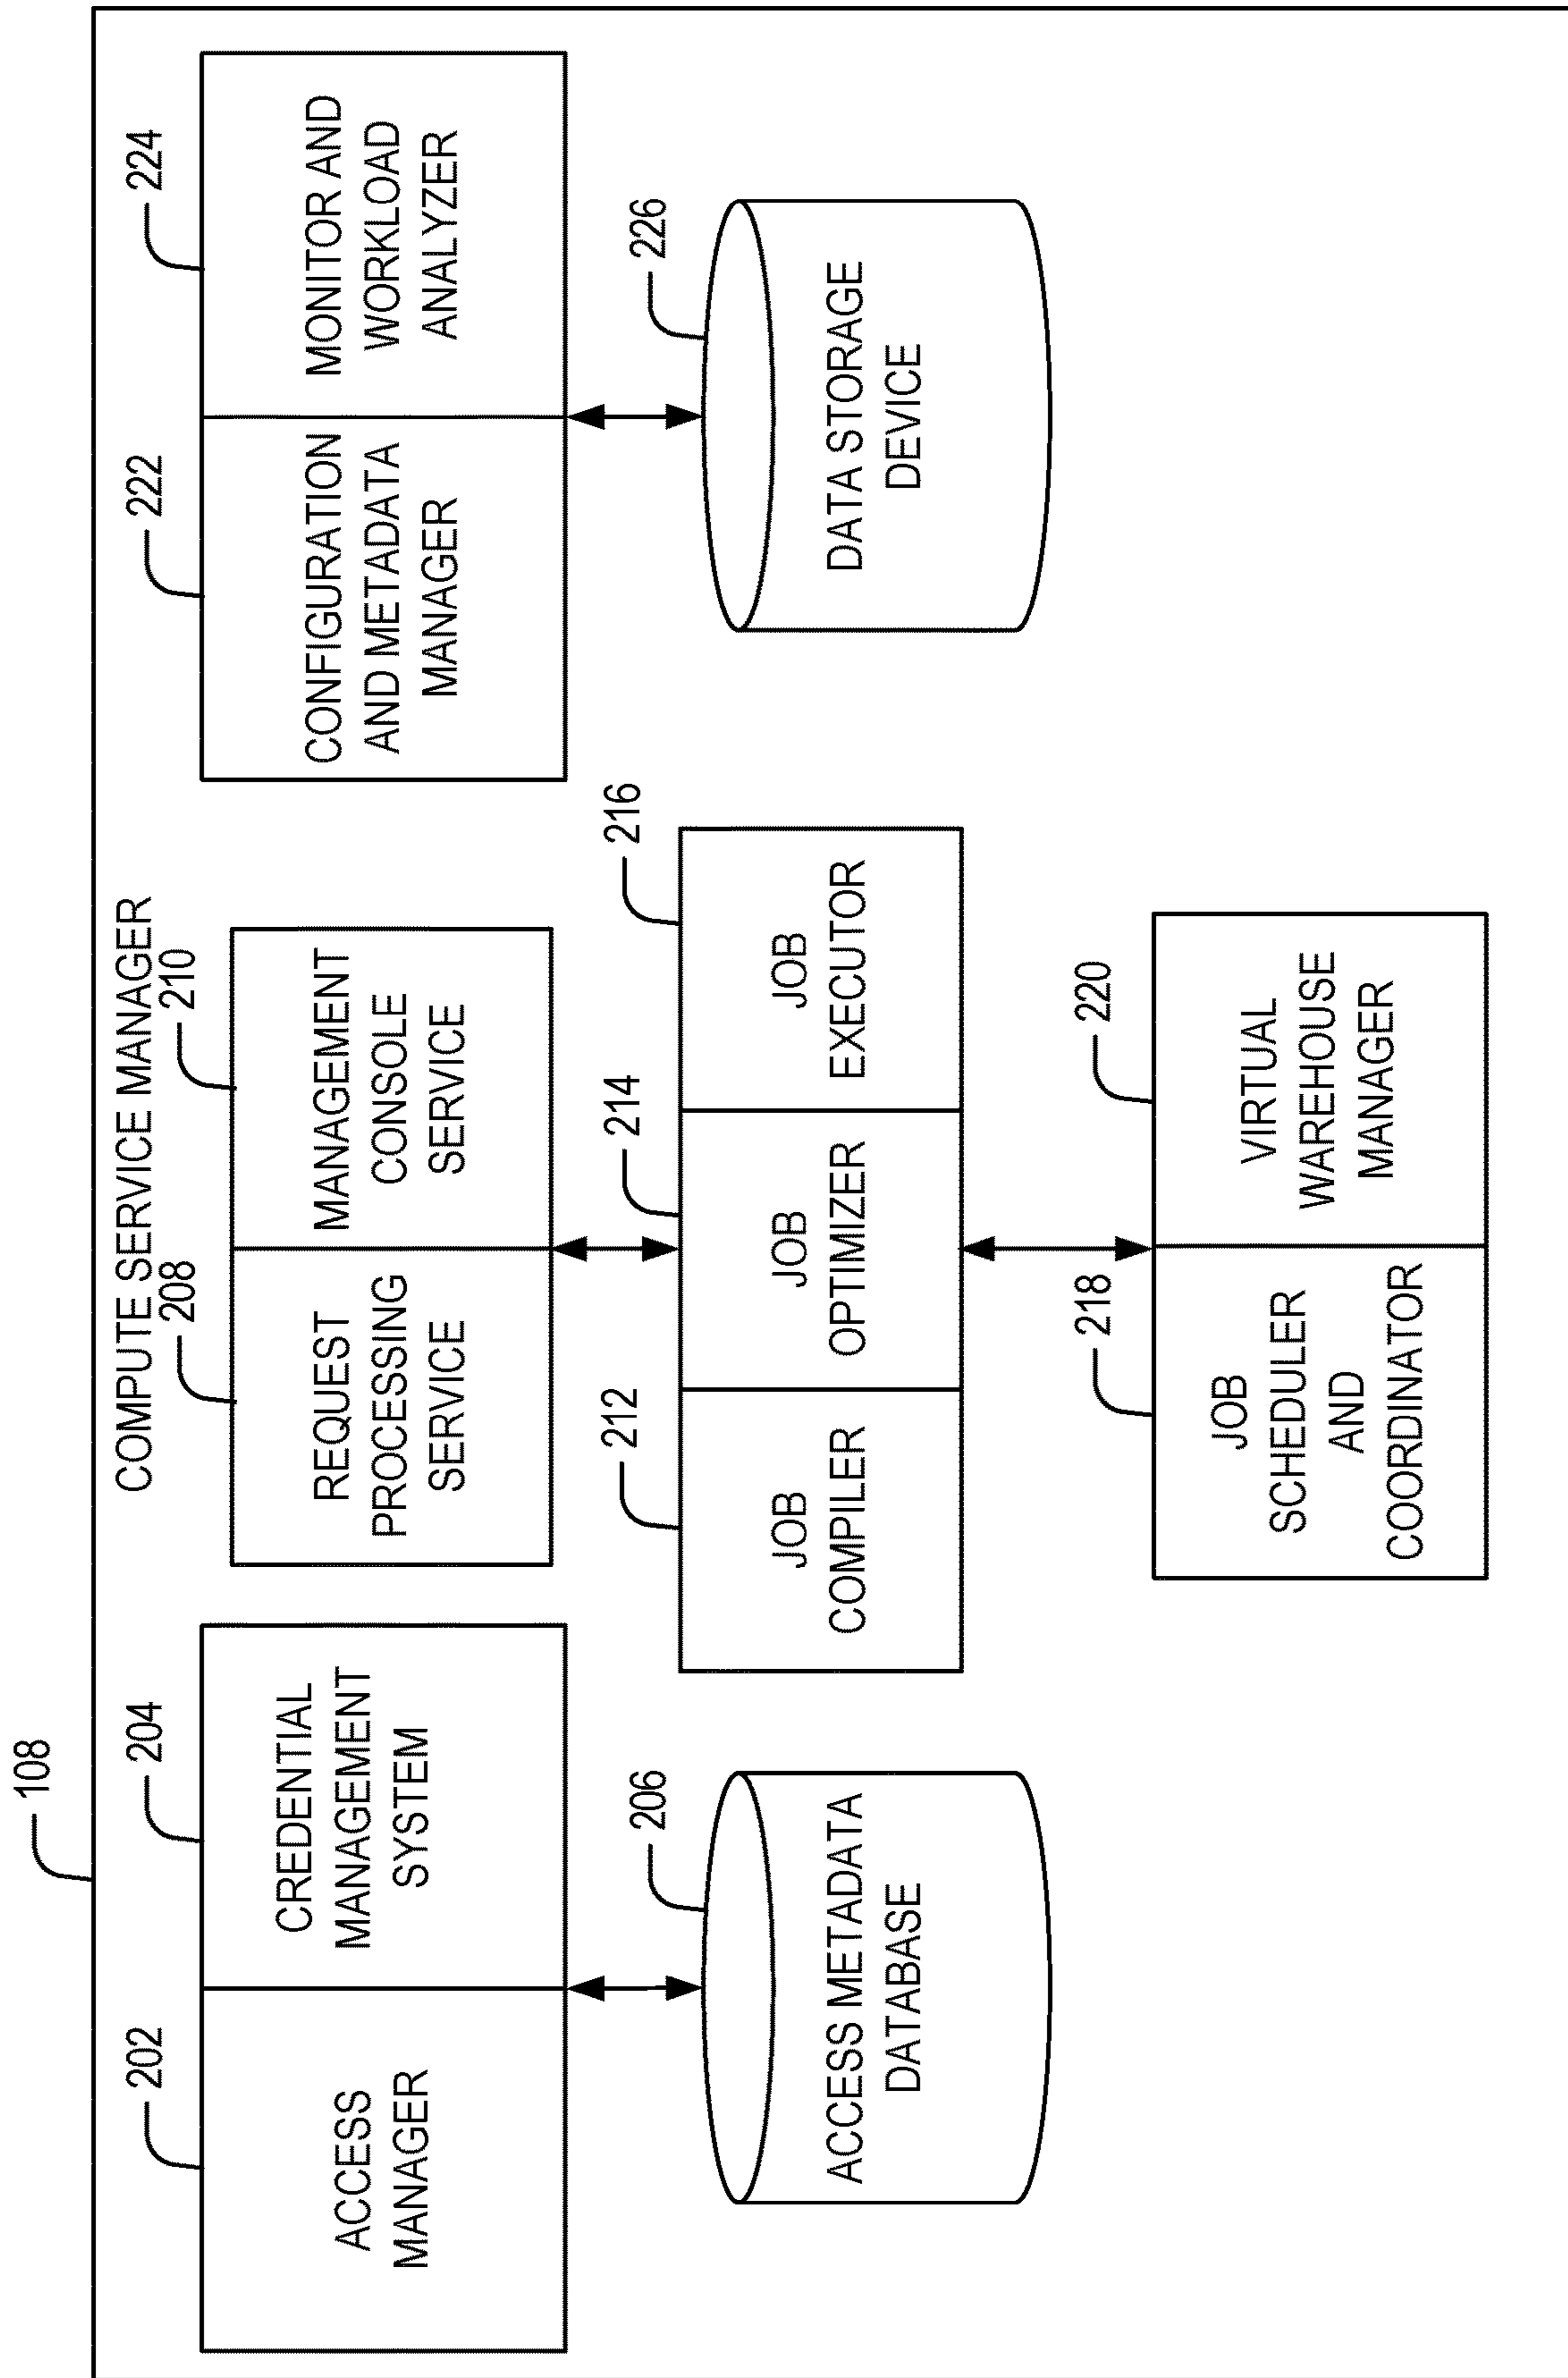 108
COMPUTE SERVICE MANAGER
202
ACCESS
MANAGER
204
CREDENTIAL
MANAGEMENT
SYSTEM
206
ACCESS METADATA
DATABASE
208
REQUEST
PROCESSING
SERVICE
210
MANAGEMENT
CONSOLE
SERVICE
212
JOB
COMPILER
214
JOB
OPTIMIZER
216
JOB
EXECUTOR
218
JOB
SCHEDULER
AND
COORDINATOR
220
VIRTUAL
WAREHOUSE
MANAGER
222
CONFIGURATION
AND METADATA
MANAGER
224
MONITOR AND
WORKLOAD
ANALYZER
226
DATA STORAGE
DEVICE